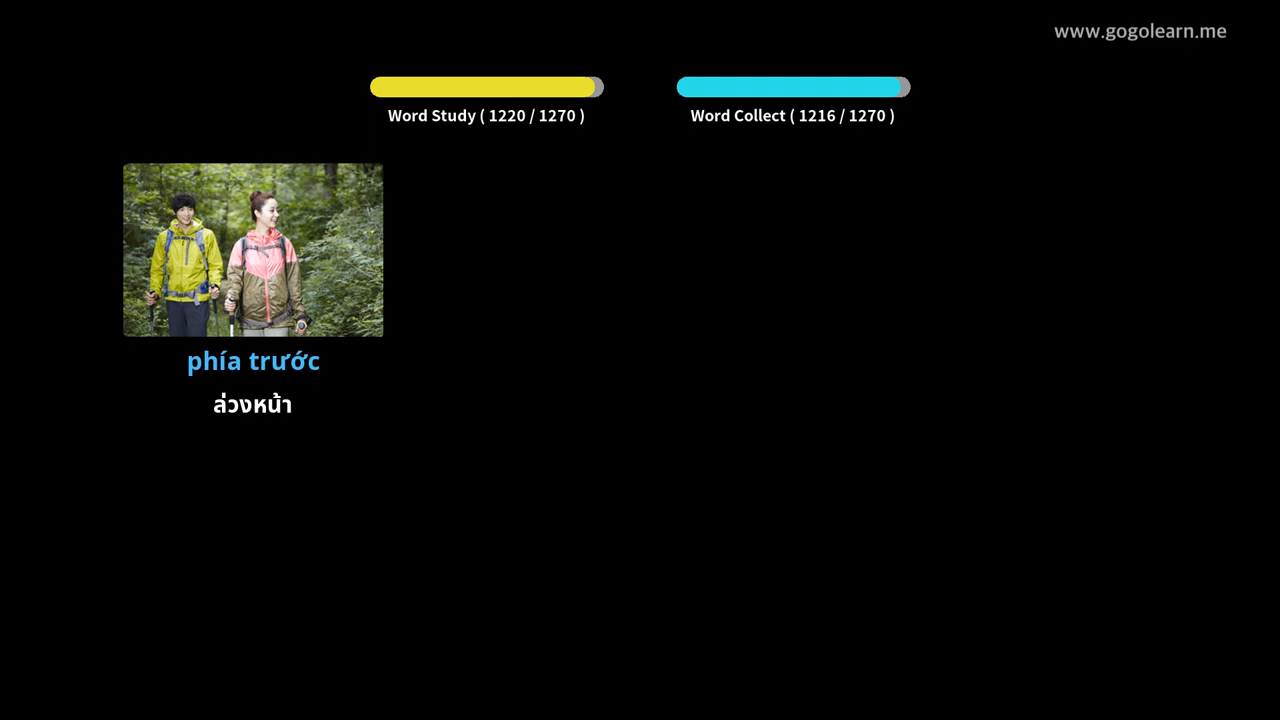 www.gogolearn.me
Word Study ( 1220 / 1270 )
Word Collect ( 1216 / 1270 )
phía trước
ล่วงหน้า